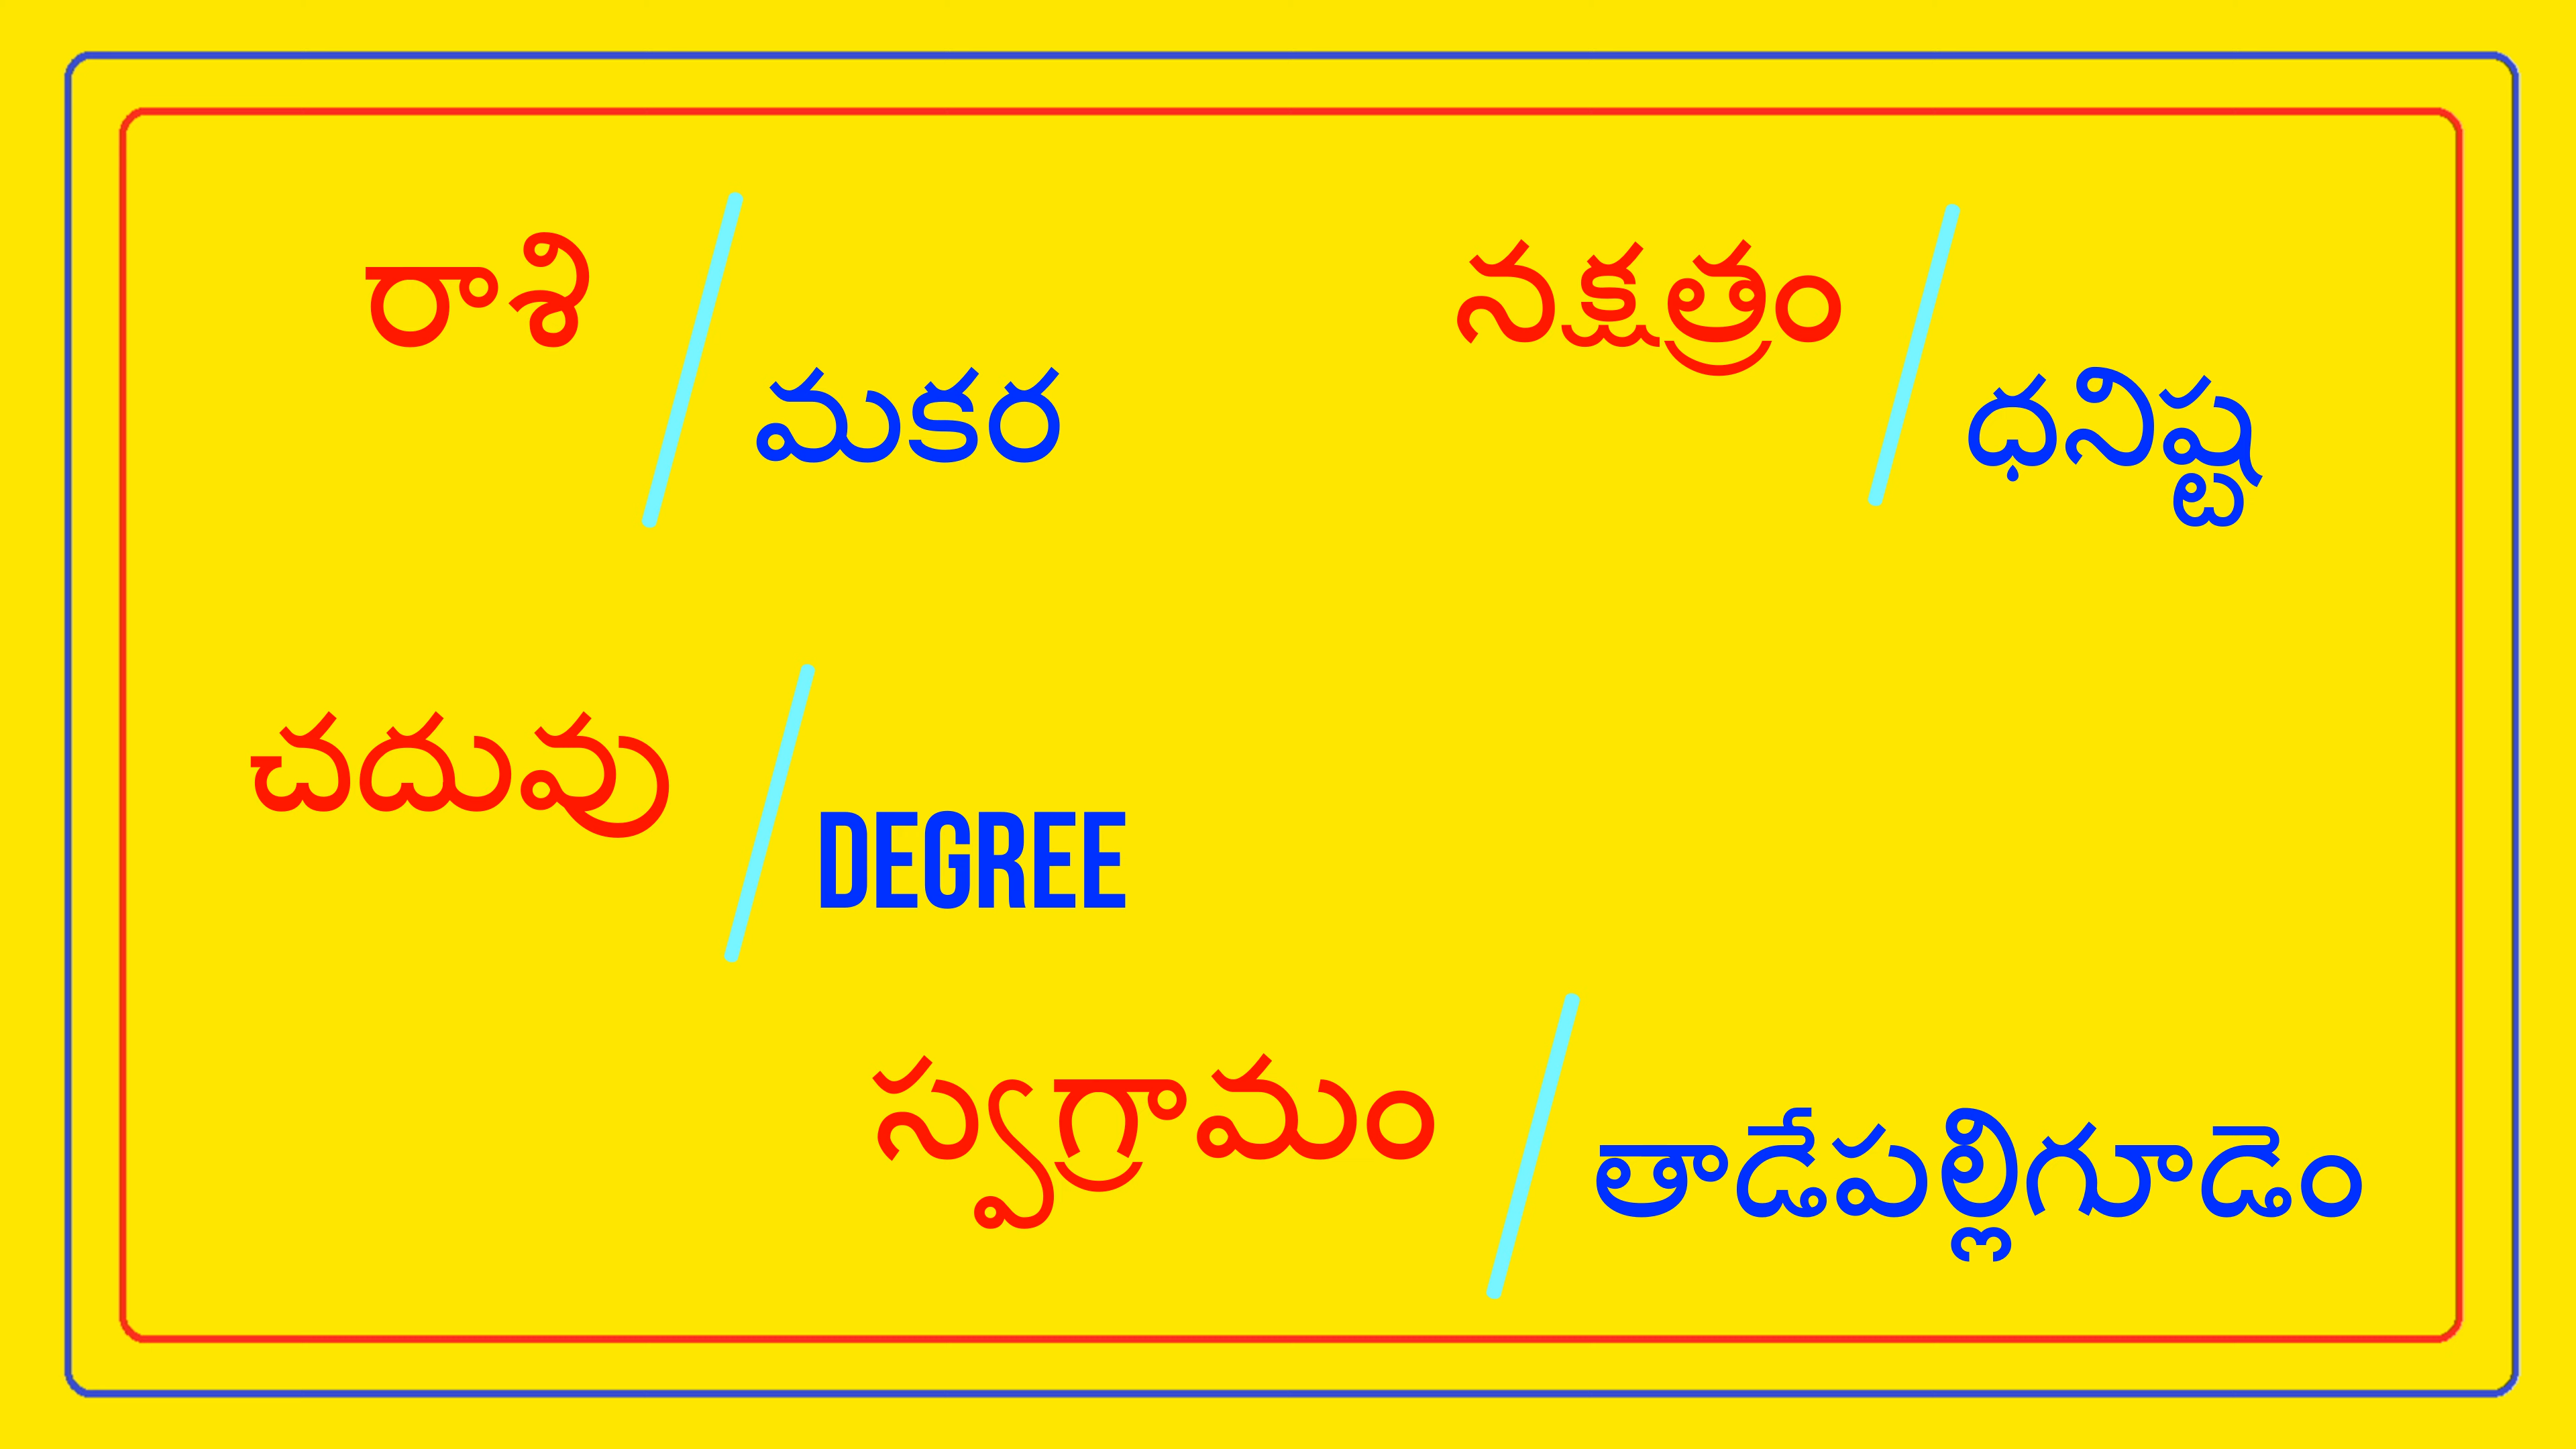 రాశి / మకర
నక్షత్రం / ధనిష్ట
చదువు / DEGREE
స్వగ్రామం / తాడేపల్లిగూడెం